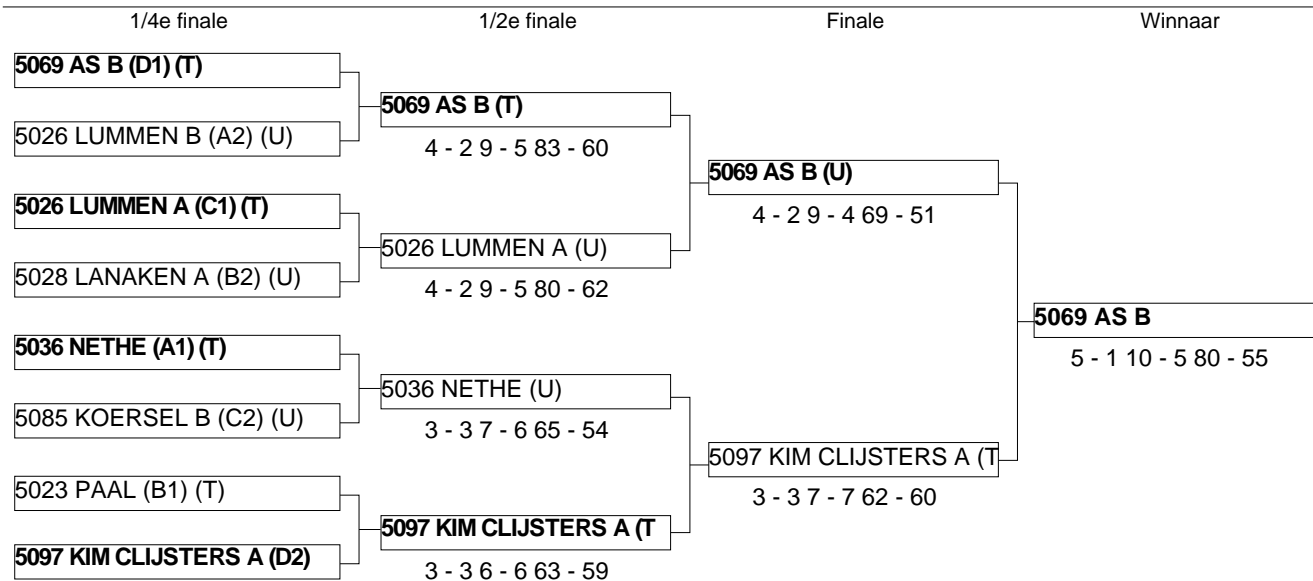 1/4e finale
1/2e finale
Finale
Winnaar
5069 AS B (D1) (T)
5026 LUMMEN B (A2) (U)
5026 LUMMEN A (C1) (T)
5028 LANAKEN A (B2) (U)
5036 NETHE (A1) (T)
5085 KOERSEL B (C2) (U)
5023 PAAL (B1) (T)
5097 KIM CLIJSTERS A (D2)
5069 AS B (T)
4 - 2 9 - 5 83 - 60
5026 LUMMEN A (U)
4 - 2 9 - 5 80 - 62
5036 NETHE (U)
3 - 3 7 - 6 65 - 54
5097 KIM CLIJSTERS A (T
3 - 3 6 - 6 63 - 59
5069 AS B (U)
4 - 2 9 - 4 69 - 51
5097 KIM CLIJSTERS A (T
3 - 3 7 - 7 62 - 60
5069 AS B
5 - 1 10 - 5 80 - 55